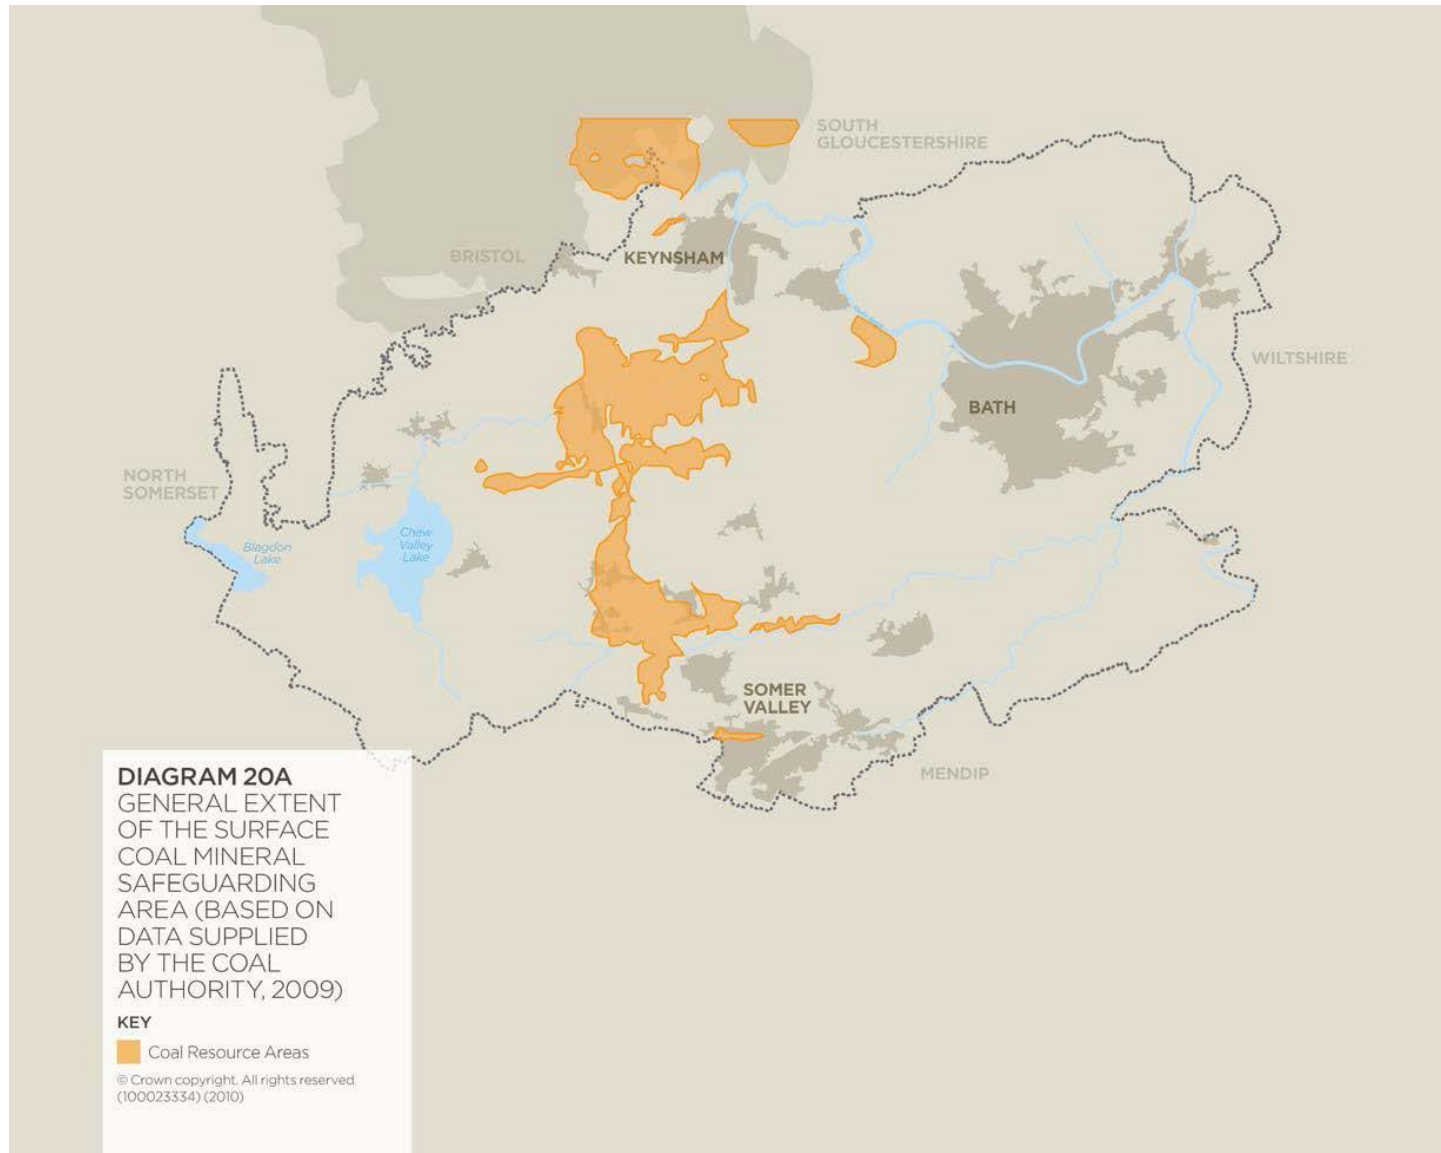 SOUTH
GLOUCESTERSHIRE
BRISTOL
KEYNSHAM
WILTSHIRE
BATH
NORTH
SOMERSET
Chew
Valley
Lake
Blagdon
Lake
SOMER
VALLEY
MENDIP
DIAGRAM 20A
GENERAL EXTENT
OF THE SURFACE
COAL MINERAL
SAFEGUARDING
AREA (BASED ON
DATA SUPPLIED
BY THE COAL
AUTHORITY, 2009)
KEY
Coal Resource Areas
© Crown copyright. All rights reserved
(100023334) (2010)